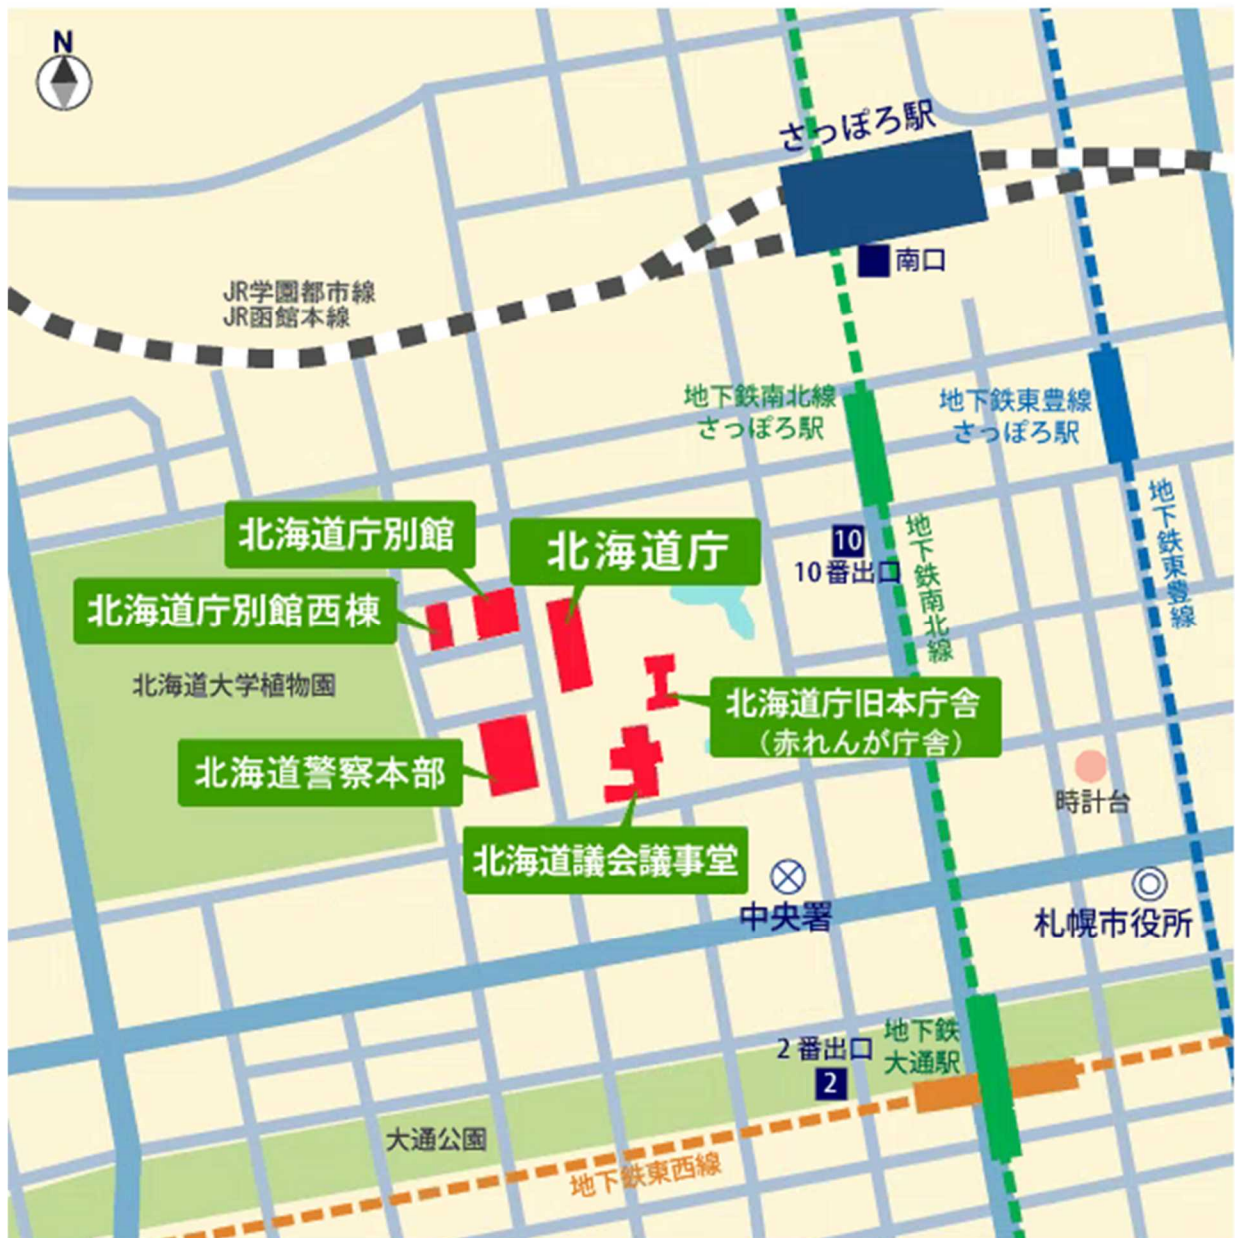 N
さっぽろ駅
南口
JR学園都市線
JR函館本線
地下鉄南北線
さっぽろ駅
地下鉄東豊線
さっぽろ駅
地下鉄東豊線
北海道庁別館
北海道庁
10
10番出口
地下鉄南北線
北海道庁別館西棟
北海道大学植物園
北海道庁旧本庁舎
（赤れんが庁舎）
北海道警察本部
時計台
北海道議会議事堂
中央署
札幌市役所
2番出口
2
地下鉄
大通駅
大通公園
地下鉄東西線